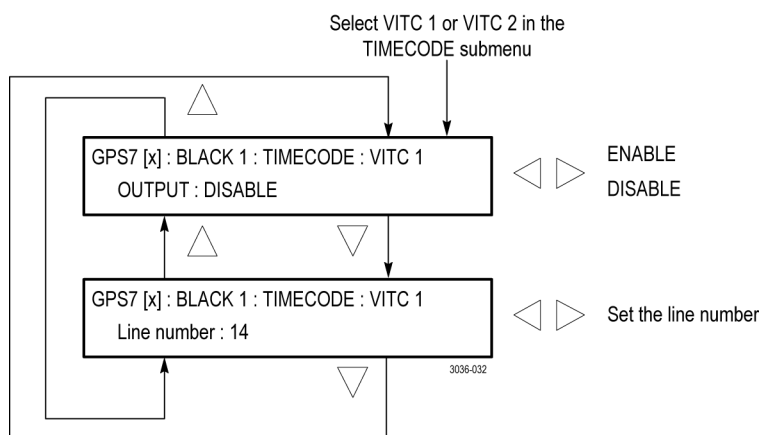 Select VITC 1 or VITC 2 in the
TIMECODE submenu
GPS7 [x] : BLACK 1 : TIMECODE : VITC 1
OUTPUT : DISABLE
ENABLE
DISABLE
GPS7 [x] : BLACK 1 : TIMECODE : VITC 1
Line number : 14
Set the line number
3036-032